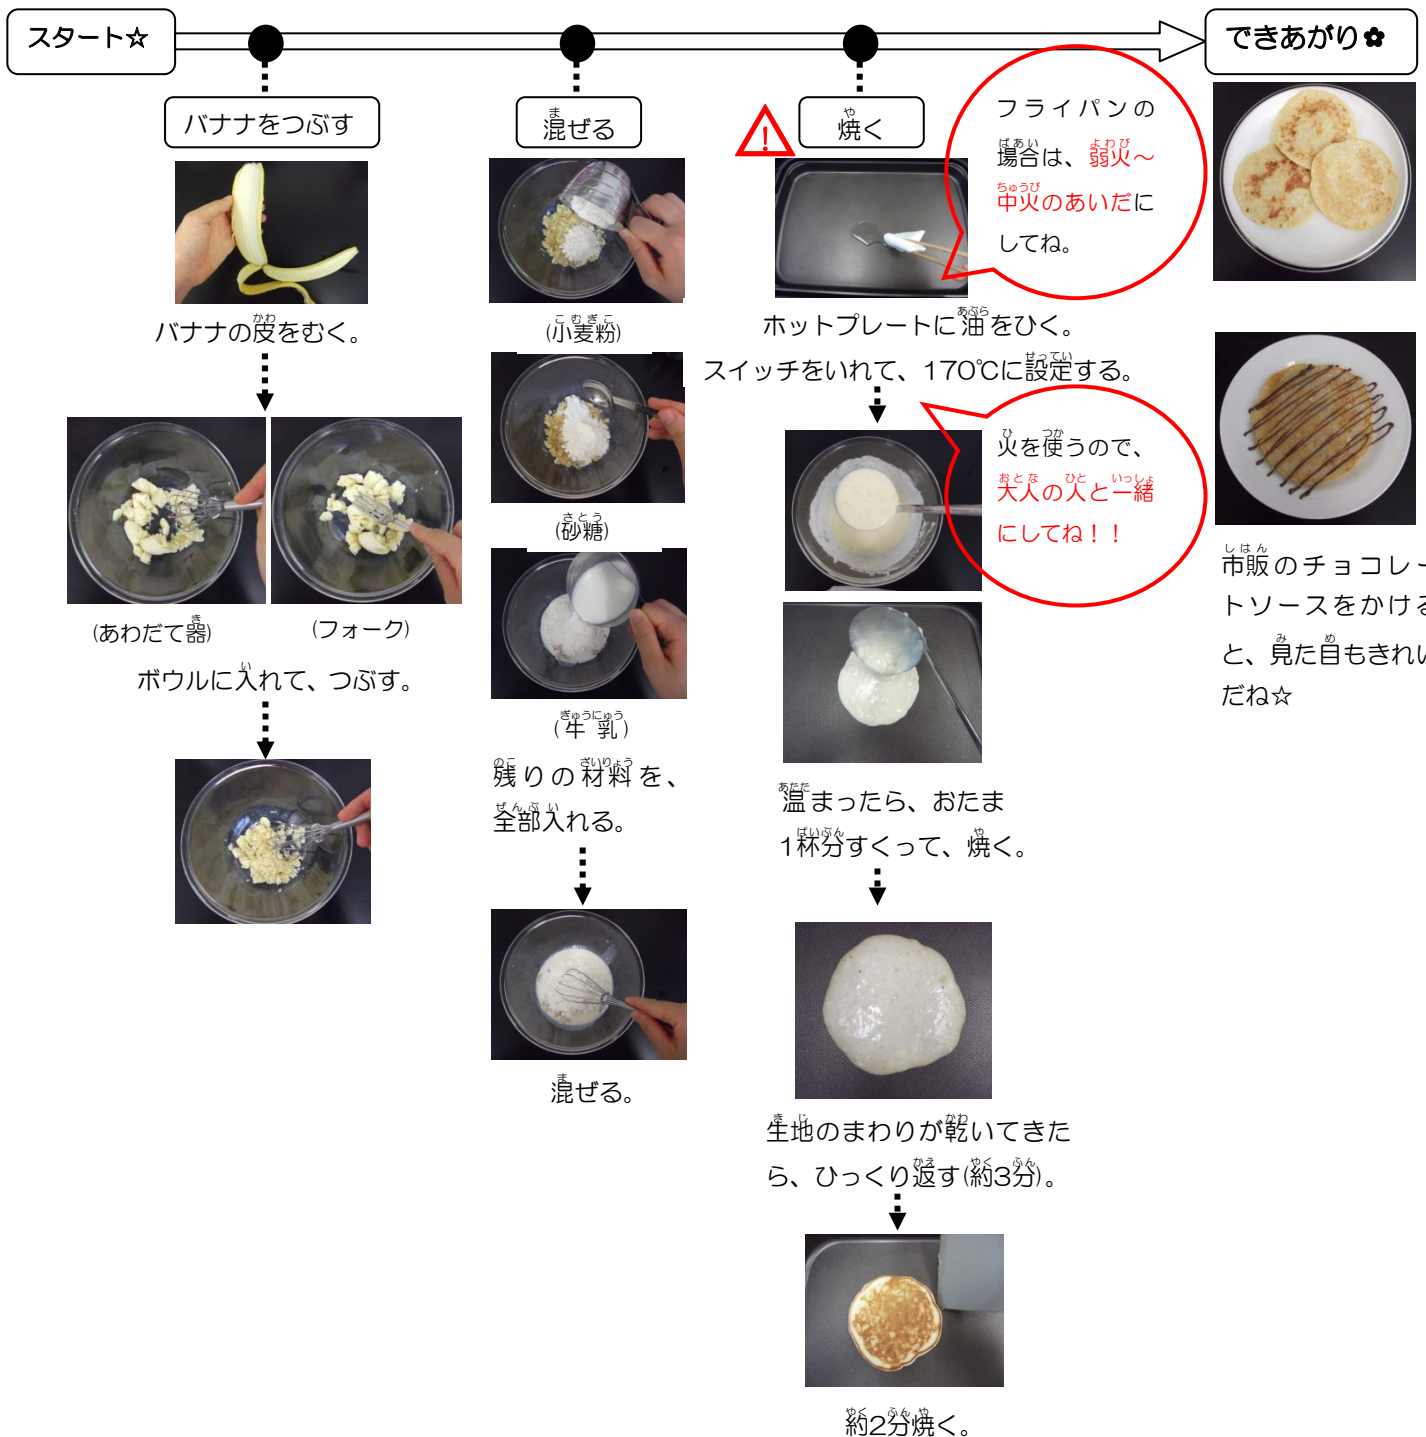 スタート☆
できあがり✿
バナナをつぶす
バナナの皮をむく。
(あわだて器)
(フォーク)
ボウルに入れて、つぶす。
混ぜる
(小麦粉)
(砂糖)
(牛乳)
残りの材料を、
全部入れる。
混ぜる。
焼く
フライパンの
場合は、弱火～
中火のあいだに
してね。
ホットプレートに油をひく。
スイッチをいれて、170℃に設定する。
火を使うので、
大人の人と一緒
にしてね！！
温まったら、おたま
1杯分すくって、焼く。
生地のまわりが乾いてきた
ら、ひっくり返す(約3分)。
約2分焼く。
市販のチョコレー
トソースをかける
と、見た目もきれい
だね☆